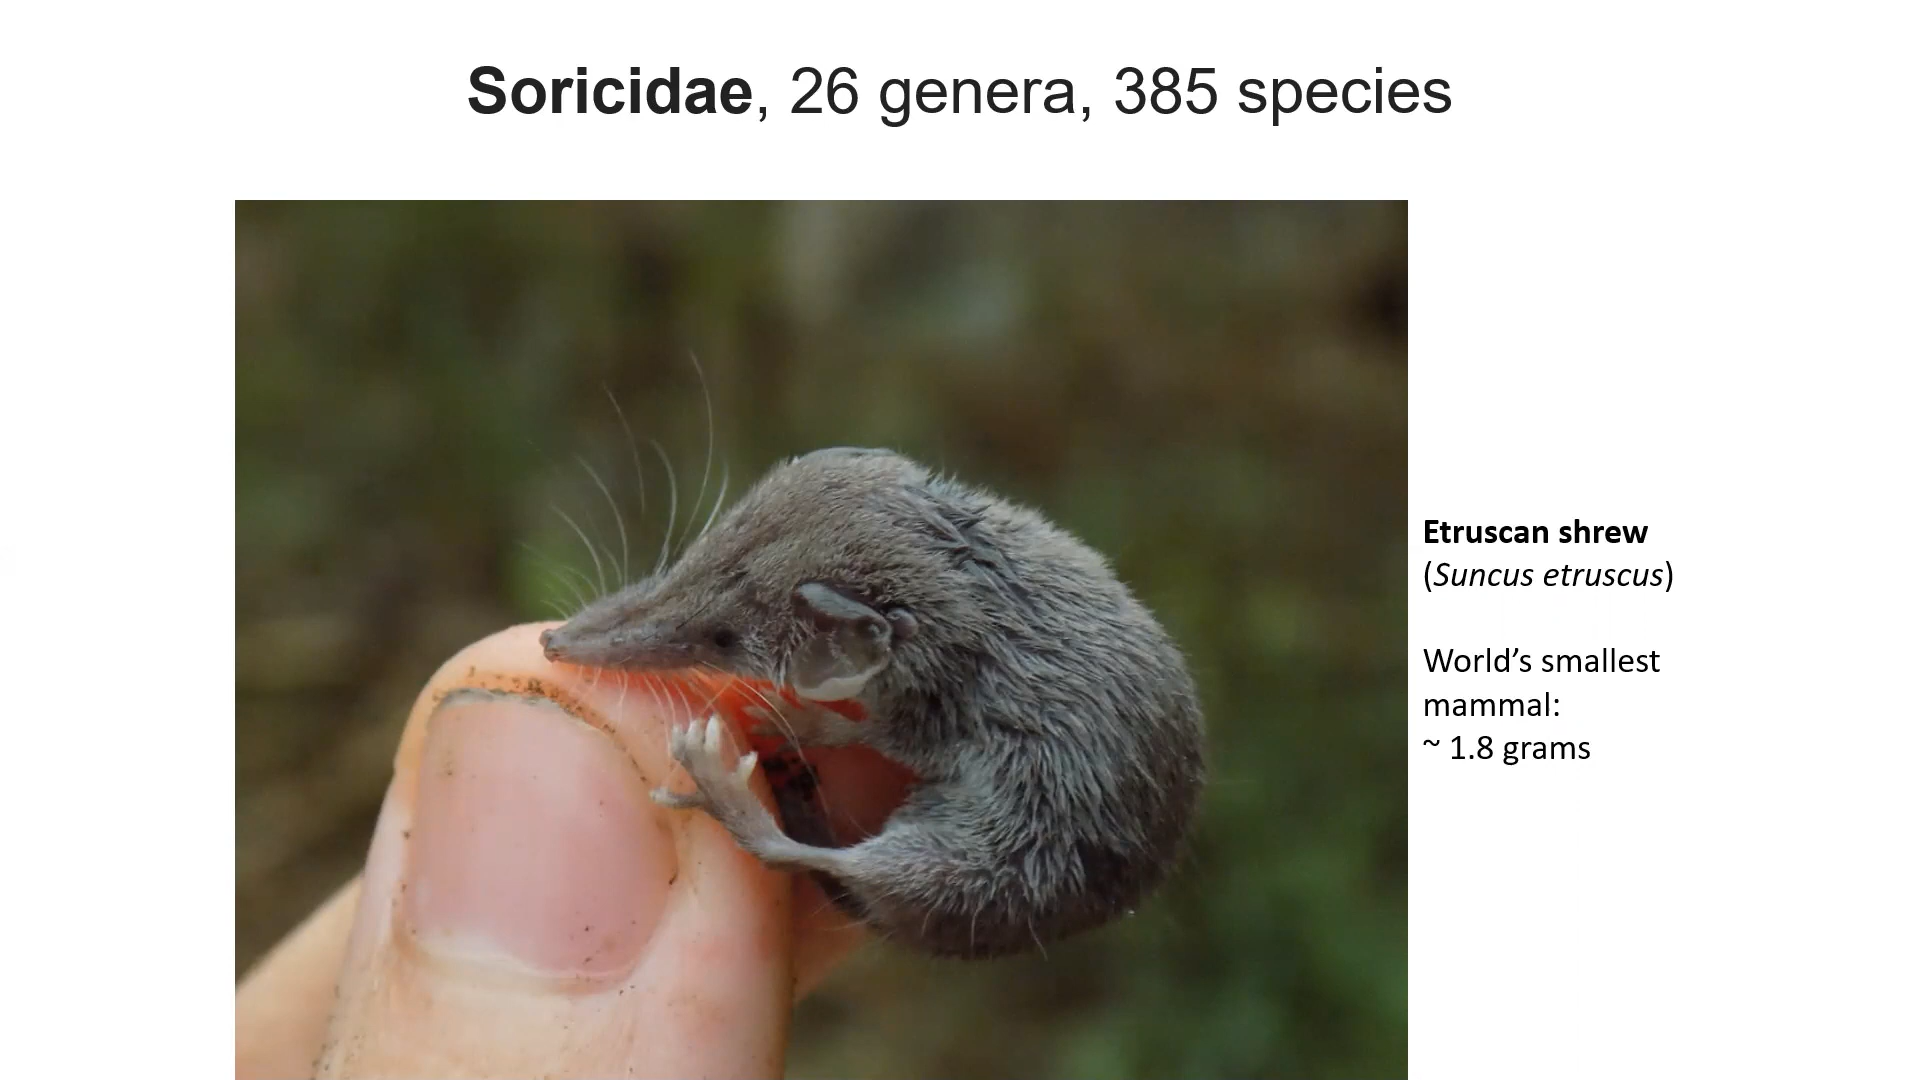 Soricidae, 26 genera, 385 species
Etruscan shrew
(Suncus etruscus)
World’s smallest
mammal:
~ 1.8 grams